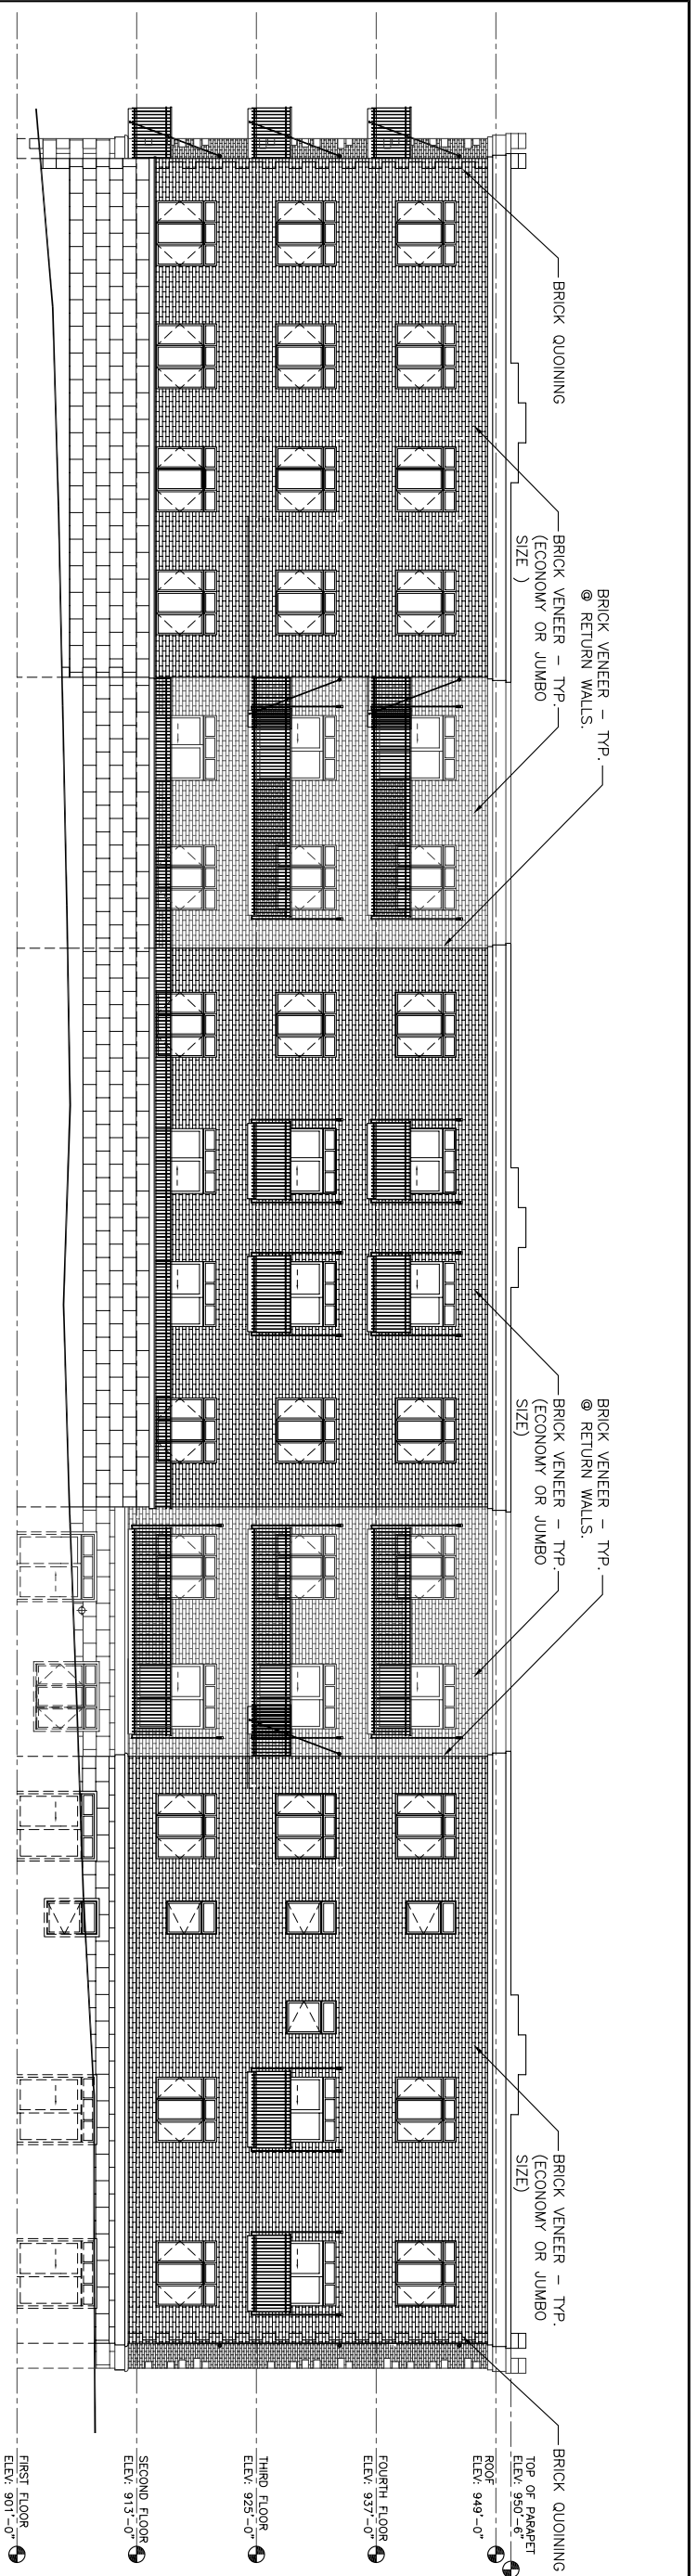 BRICK VENEER – TYP.
@ RETURN WALLS.
BRICK VENEER – TYP.
@ RETURN WALLS.
BRICK QUOINING
BRICK VENEER – TYP.
(ECONOMY OR JUMBO
SIZE )
BRICK VENEER – TYP.
(ECONOMY OR JUMBO
SIZE)
BRICK VENEER – TYP.
(ECONOMY OR JUMBO
SIZE)
BRICK QUOINING
TOP OF PARAPET
ELEV: 950'-6"
ROOF
ELEV: 949'-0"
FOURTH FLOOR
ELEV: 937'-0"
THIRD FLOOR
ELEV: 925'-0"
SECOND FLOOR
ELEV: 913'-0"
FIRST FLOOR
ELEV: 901'-0"